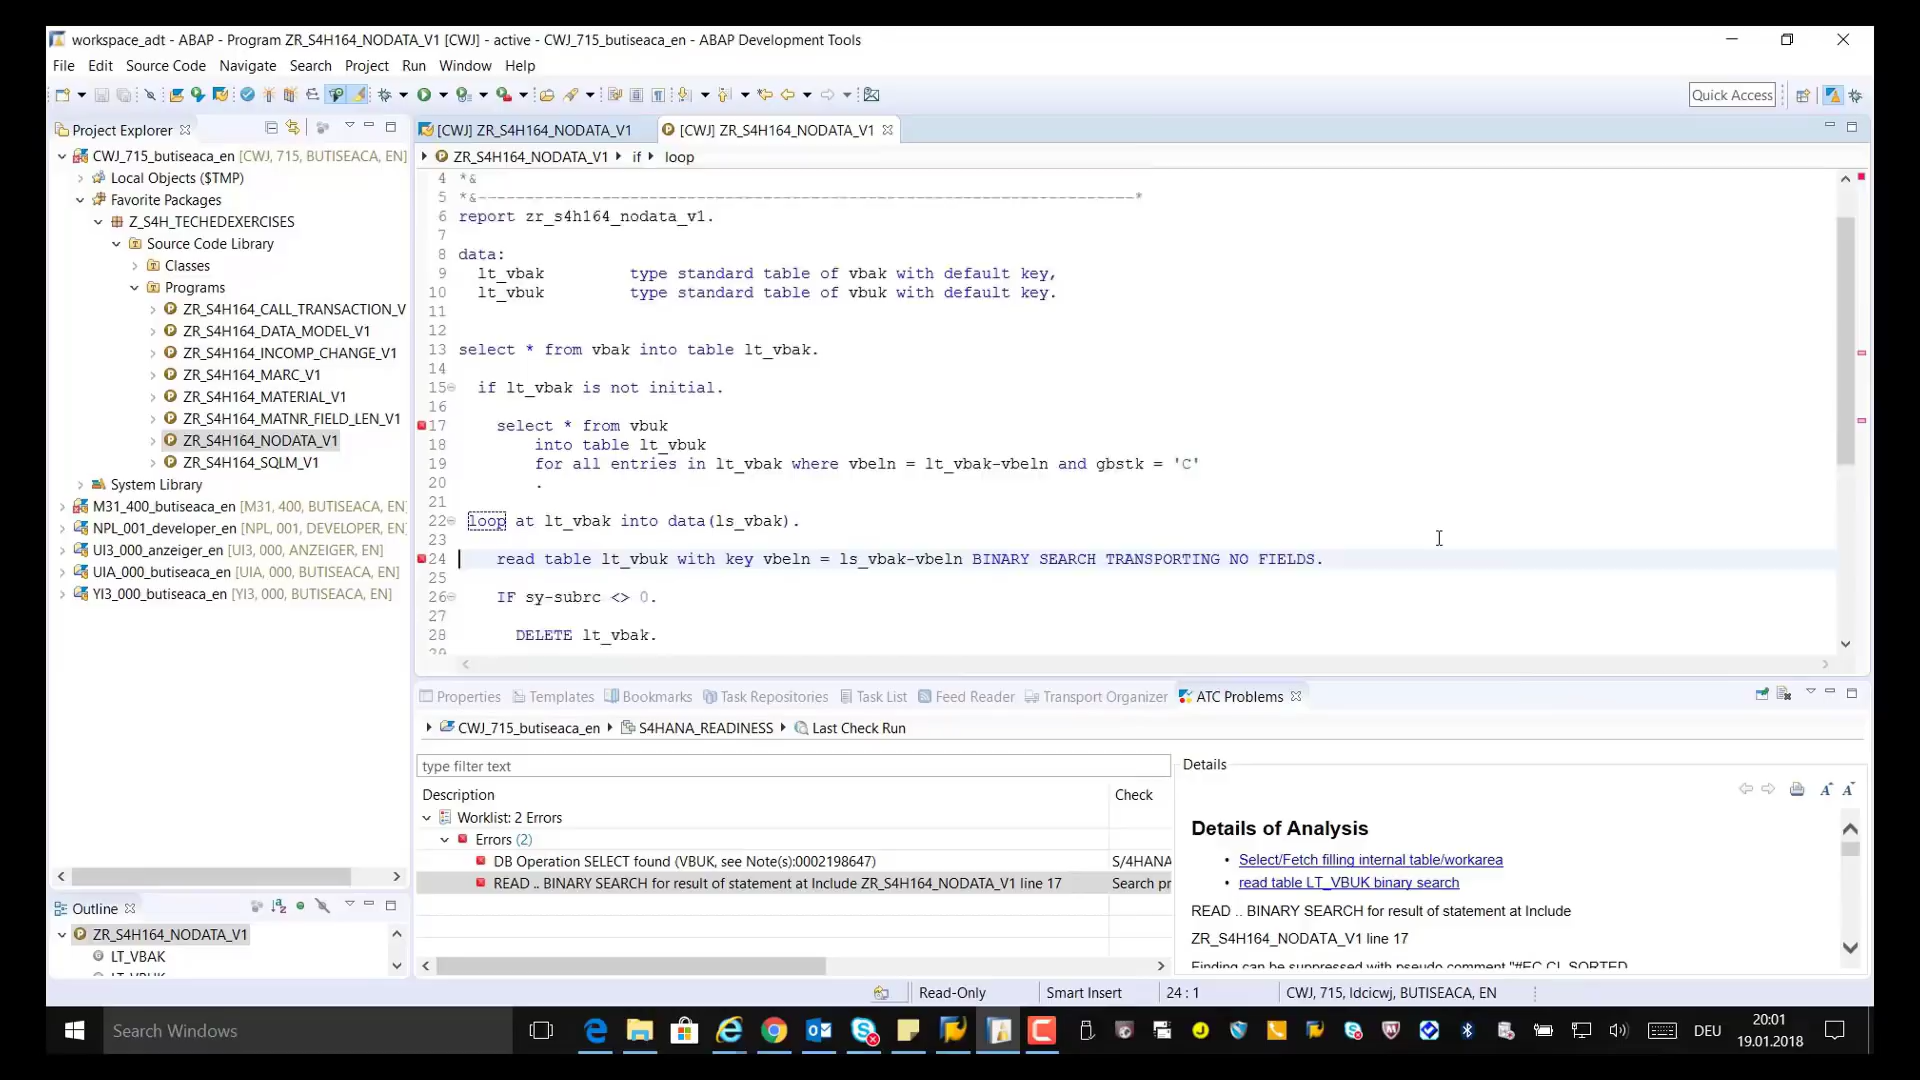 workspace_adt - ABAP - Program ZR_S4H164_NODATA_V1 [CWJ] - active - CWJ_715_butiseaca_en - ABAP Development Tools
File Edit Source Code Navigate Search Project Run Window Help
Quick Access
Project Explorer
CWJ_715_butiseaca_en [CWJ, 715, BUTISEACA, EN]
Local Objects ($TMP)
Favorite Packages
Z_S4H_TECHEDEXERCISES
Source Code Library
Classes
Programs
ZR_S4H164_CALL_TRANSACTION_V
ZR_S4H164_DATA_MODEL_V1
ZR_S4H164_INCOMP_CHANGE_V1
ZR_S4H164_MARC_V1
ZR_S4H164_MATERIAL_V1
ZR_S4H164_MATNR_FIELD_LEN_V1
ZR_S4H164_NODATA_V1
ZR_S4H164_SQLM_V1
System Library
M31_400_butiseaca_en [M31, 400, BUTISEACA, EN]
NPL_001_developer_en [NPL, 001, DEVELOPER, EN]
UI3_000_anzeiger_en [UI3, 000, ANZEIGER, EN]
UIA_000_butiseaca_en [UIA, 000, BUTISEACA, EN]
YI3_000_butiseaca_en [YI3, 000, BUTISEACA, EN]
Outline
ZR_S4H164_NODATA_V1
LT_VBAK
LT_VBUK
[CWJ] ZR_S4H164_NODATA_V1 [CWJ] ZR_S4H164_NODATA_V1
ZR_S4H164_NODATA_V1 if loop
4 *&
5 *&---------------------------------------------------------------------*
6 report zr_s4h164_nodata_v1.
7
8 data:
9 lt_vbak type standard table of vbak with default key,
10 lt_vbuk type standard table of vbuk with default key.
11
12
13 select * from vbak into table lt_vbak.
14
15 if lt_vbak is not initial.
16
17 select * from vbuk
18 into table lt_vbuk
19 for all entries in lt_vbak where vbeln = lt_vbak-vbeln and gbstk = 'C'
20 .
21
22 loop at lt_vbak into data(ls_vbak).
23
24 read table lt_vbuk with key vbeln = ls_vbak-vbeln BINARY SEARCH TRANSPORTING NO FIELDS.
25
26 IF sy-subrc <> 0.
27
28 DELETE lt_vbak.
29
Properties Templates Bookmarks Task Repositories Task List Feed Reader Transport Organizer ATC Problems
CWJ_715_butiseaca_en S4HANA_READINESS Last Check Run
type filter text
Description Check
Worklist: 2 Errors
Errors (2)
DB Operation SELECT found (VBUK, see Note(s):0002198647) S/4HANA
READ .. BINARY SEARCH for result of statement at Include ZR_S4H164_NODATA_V1 line 17 Search pr
Details
Details of Analysis
• Select/Fetch filling internal table/workarea
• read table LT_VBUK binary search
READ .. BINARY SEARCH for result of statement at Include
ZR_S4H164_NODATA_V1 line 17
Finding can be suppressed with pseudo comment "#EC CI_SORTED
Read-Only Smart Insert 24 : 1 CWJ, 715, ldcicwj, BUTISEACA, EN
Search Windows
DEU
20:01
19.01.2018